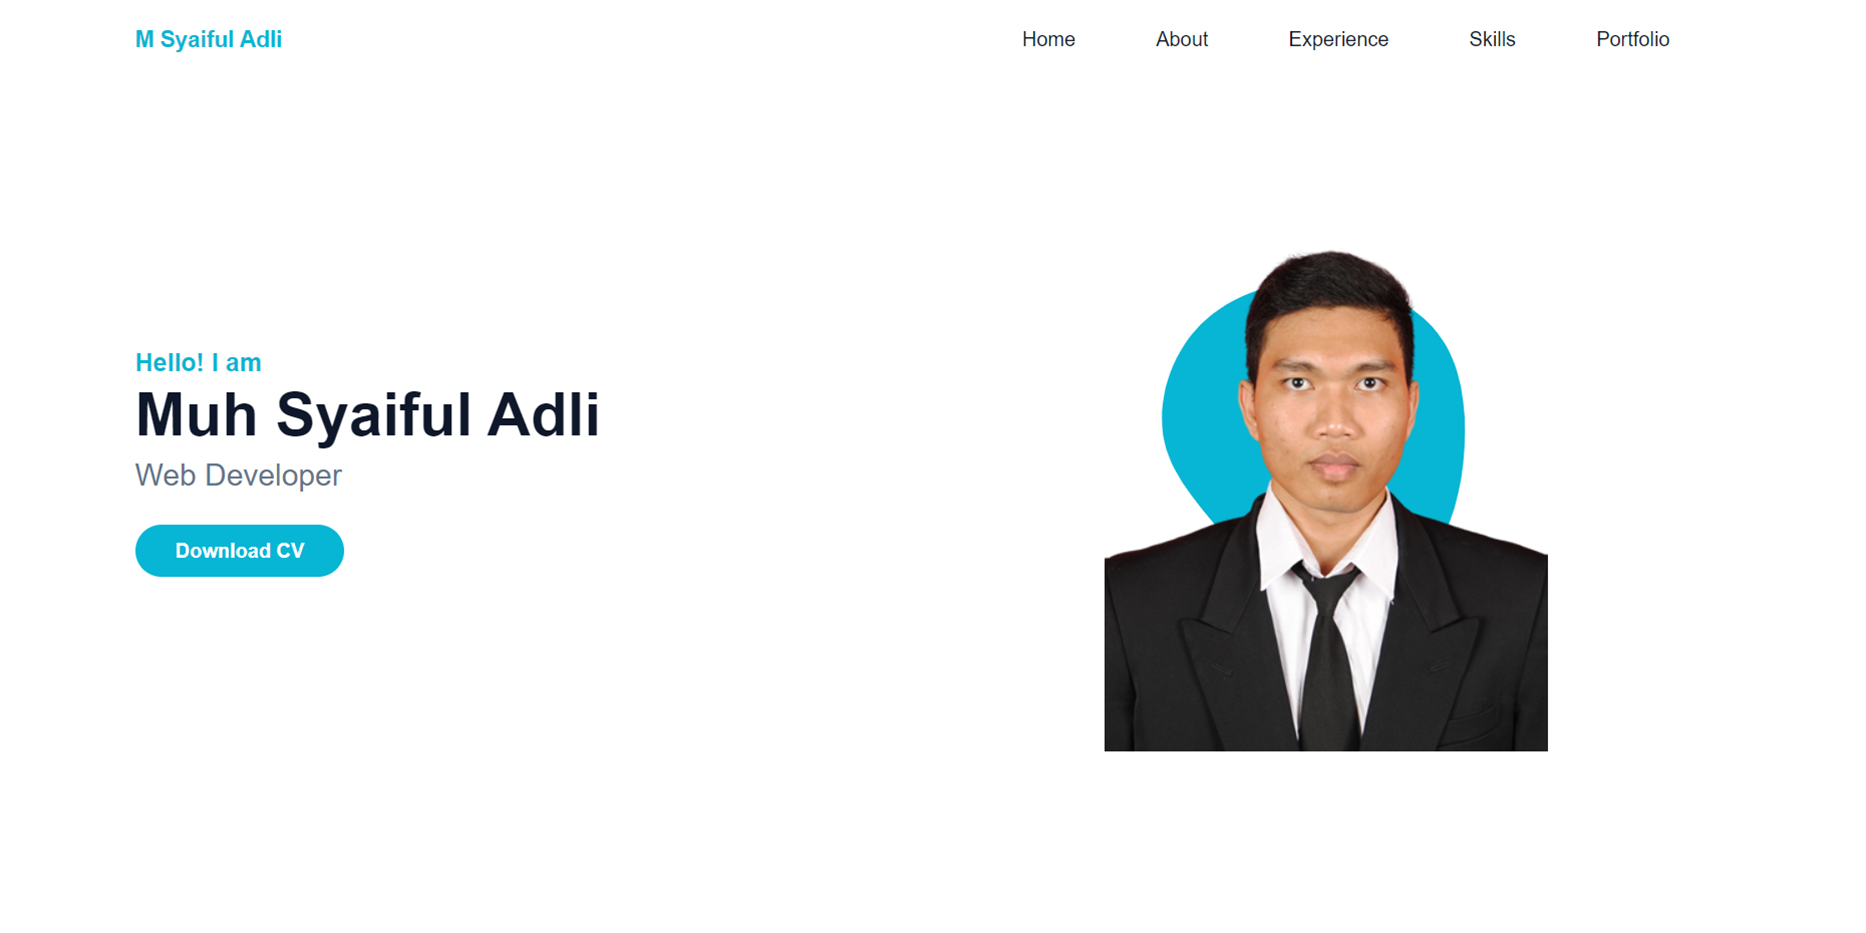 M Syaiful Adli
Home
About
Experience
Skills
Portfolio
Hello! I am
Muh Syaiful Adli
Web Developer
Download CV